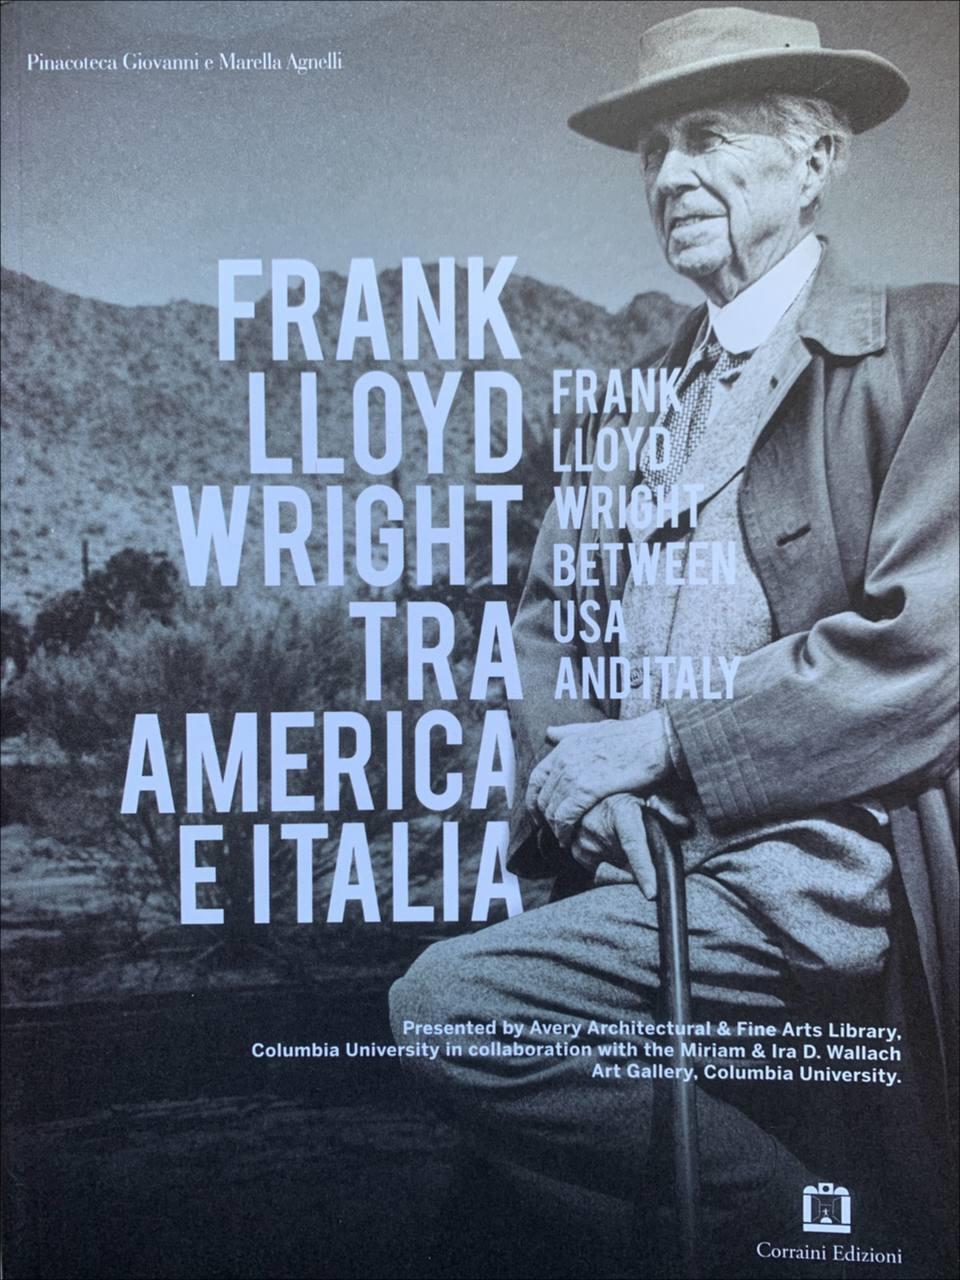 Pinacoteca Giovanni e Marella Agnelli
FRANK
LLOYD
WRIGHT
TRA
AMERICA
E ITALIA
FRANK
LLOYD
WRIGHT
BETWEEN
USA
AND ITALY
Presented by Avery Architectural & Fine Arts Library,
Columbia University in collaboration with the Miriam & Ira D. Wallach
Art Gallery, Columbia University.
Corraini Edizioni